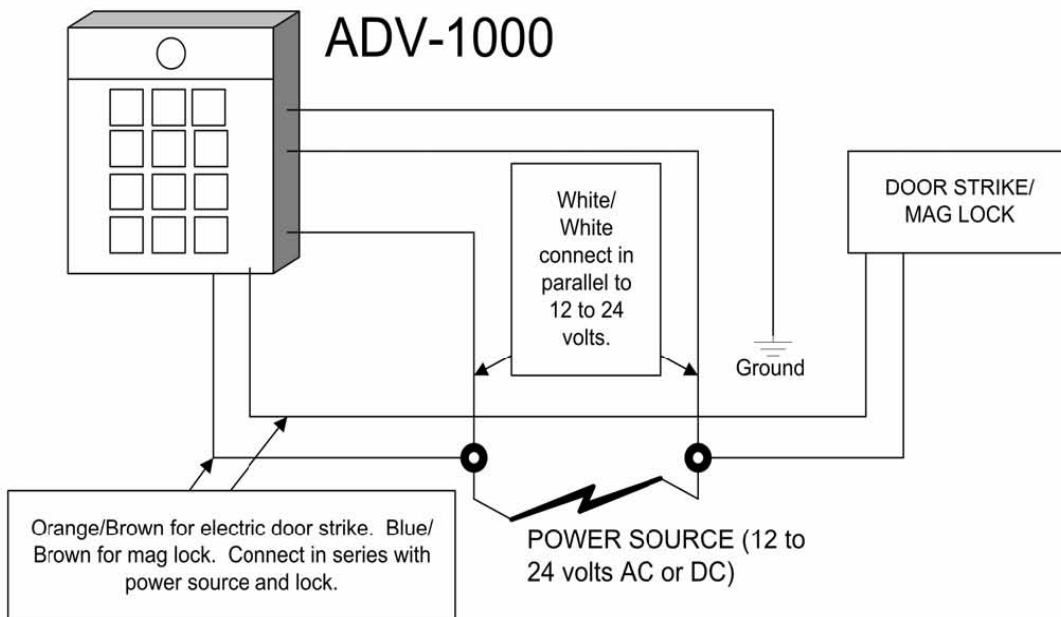 ADV-1000
White/
White
connect in
parallel to
12 to 24
volts.
DOOR STRIKE/
MAG LOCK
Ground
Orange/Brown for electric door strike. Blue/
Brown for mag lock. Connect in series with
power source and lock.
POWER SOURCE (12 to
24 volts AC or DC)